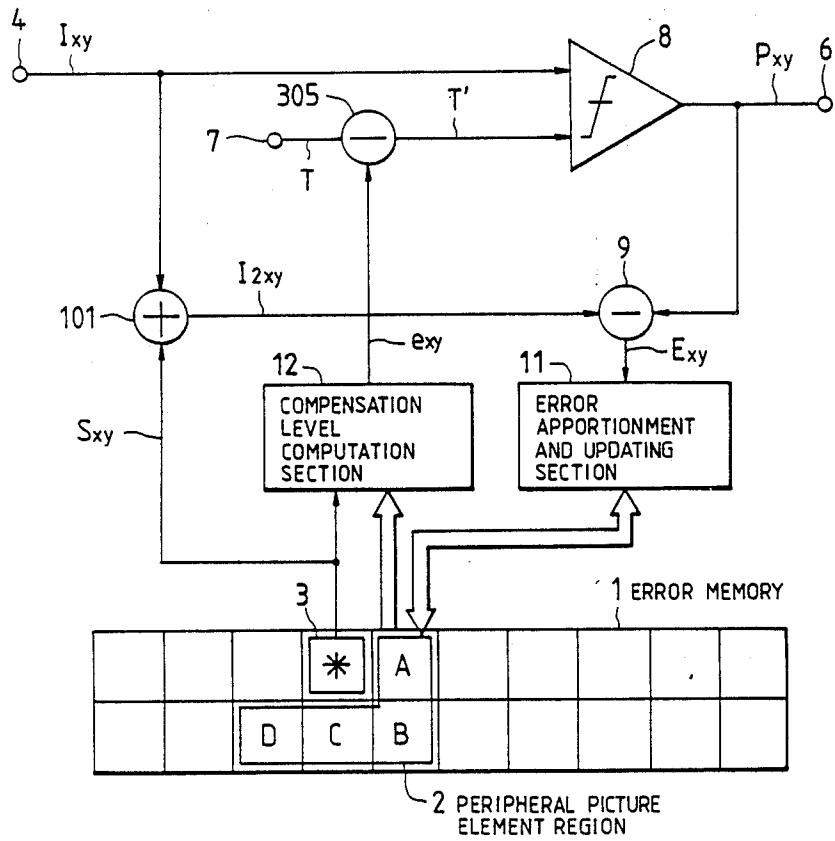 4
Ixy
8
Pxy
6
305
T'
7
T
I2xy
9
101
exy
Exy
12
11
Sxy
COMPENSATION
LEVEL
COMPUTATION
SECTION
ERROR
APPORTIONMENT
AND UPDATING
SECTION
3
1 ERROR MEMORY
* A
D C B
2 PERIPHERAL PICTURE
ELEMENT REGION